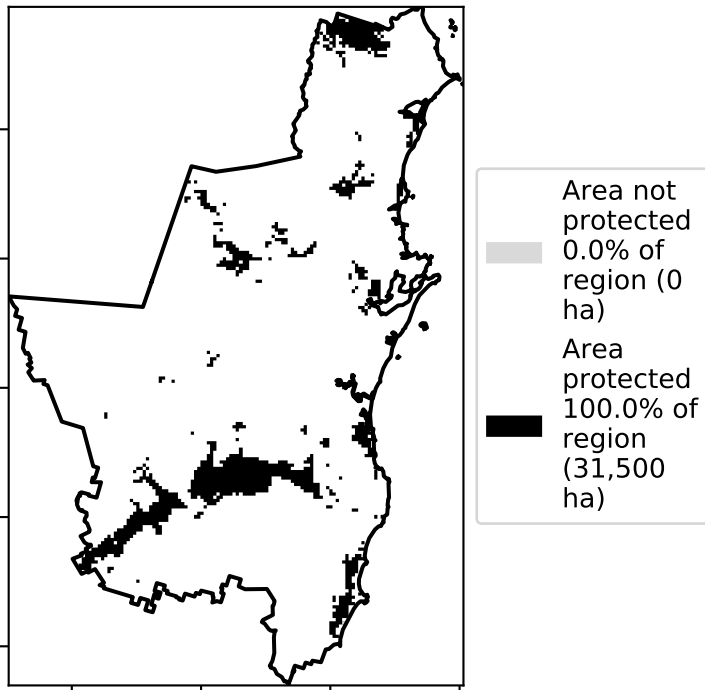 Area not
protected
0.0% of
region (0
ha)
Area
protected
100.0% of
region
(31,500
ha)